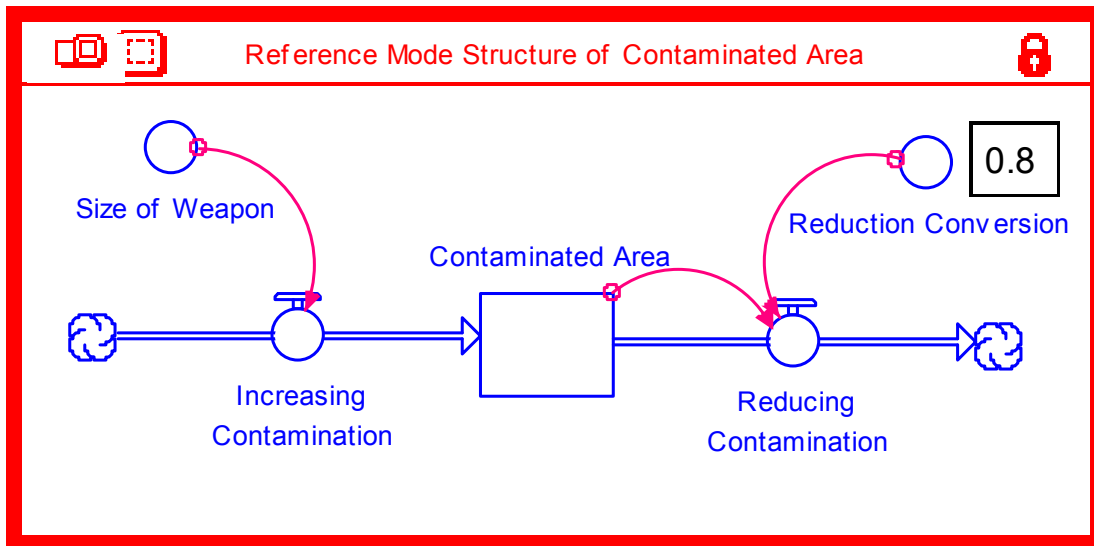 Reference Mode Structure of Contaminated Area
0.8
Size of Weapon
Reduction Conversion
Contaminated Area
Increasing
Contamination
Reducing
Contamination